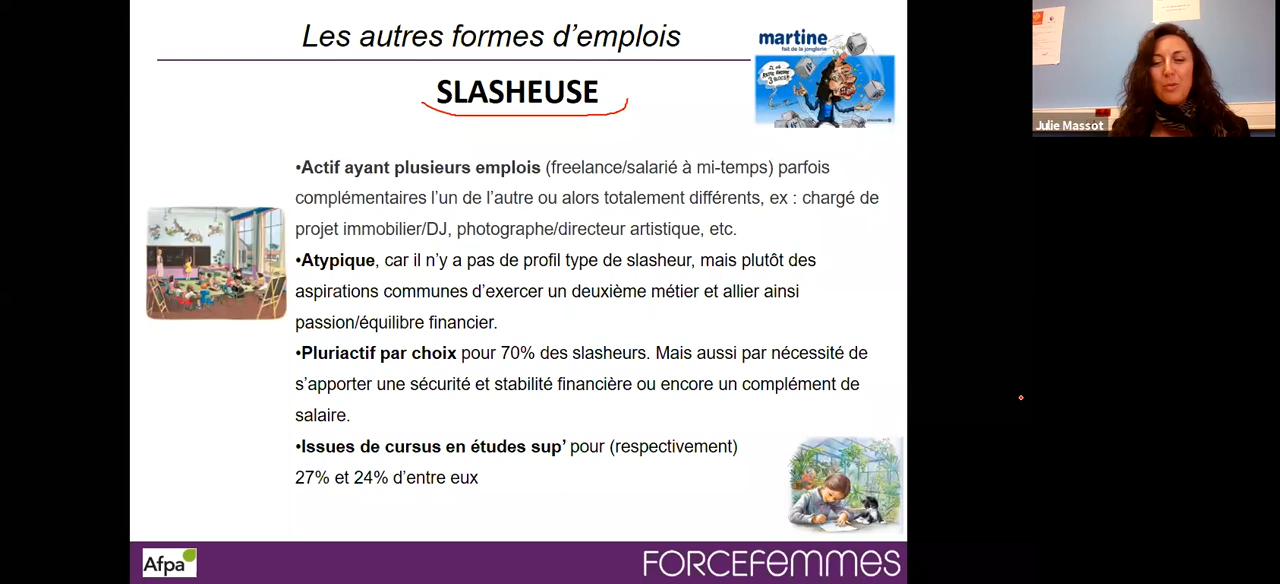 Les autres formes d’emplois
martine
fait de la jonglerie
SLASHEUSE
Julie Massot
•Actif ayant plusieurs emplois (freelance/salarié à mi-temps) parfois
complémentaires l’un de l’autre ou alors totalement différents, ex : chargé de
projet immobilier/DJ, photographe/directeur artistique, etc.
•Atypique, car il n’y a pas de profil type de slasheur, mais plutôt des
aspirations communes d’exercer un deuxième métier et allier ainsi
passion/équilibre financier.
•Pluriactif par choix pour 70% des slasheurs. Mais aussi par nécessité de
s’apporter une sécurité et stabilité financière ou encore un complément de
salaire.
•Issues de cursus en études sup’ pour (respectivement)
27% et 24% d’entre eux
Afpa
FORCEFEMMES